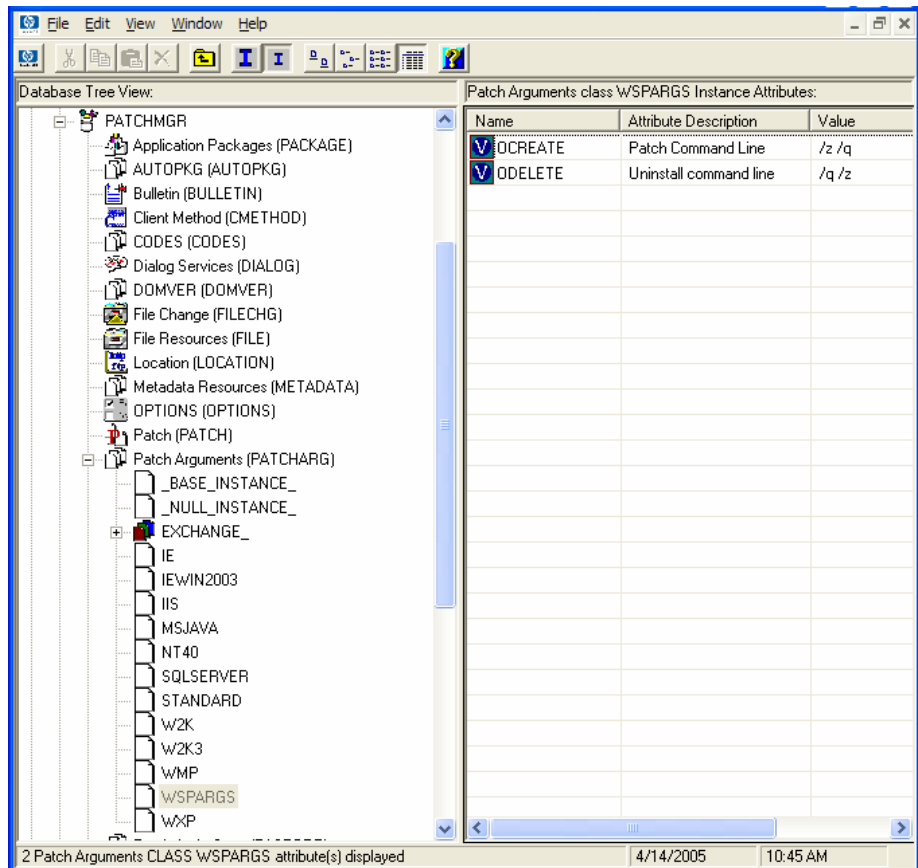 File Edit View Window Help
Database Tree View:
Patch Arguments class WSPARGS Instance Attributes:
Name Attribute Description Value
OCREATE Patch Command Line /z /q
ODELETE Uninstall command line /q /z
PATCHMGR
Application Packages (PACKAGE)
AUTOPKG (AUTOPKG)
Bulletin (BULLETIN)
Client Method (CMETHOD)
CODES (CODES)
Dialog Services (DIALOG)
DOMVER (DOMVER)
File Change (FILECHG)
File Resources (FILE)
Location (LOCATION)
Metadata Resources (METADATA)
OPTIONS (OPTIONS)
Patch (PATCH)
Patch Arguments (PATCHARG)
_BASE_INSTANCE_
_NULL_INSTANCE_
EXCHANGE_
IE
IEWIN2003
IIS
MSJAVA
NT40
SQLSERVER
STANDARD
W2K
W2K3
WMP
WSPARGS
WXP
2 Patch Arguments CLASS WSPARGS attribute(s) displayed
4/14/2005 10:45 AM